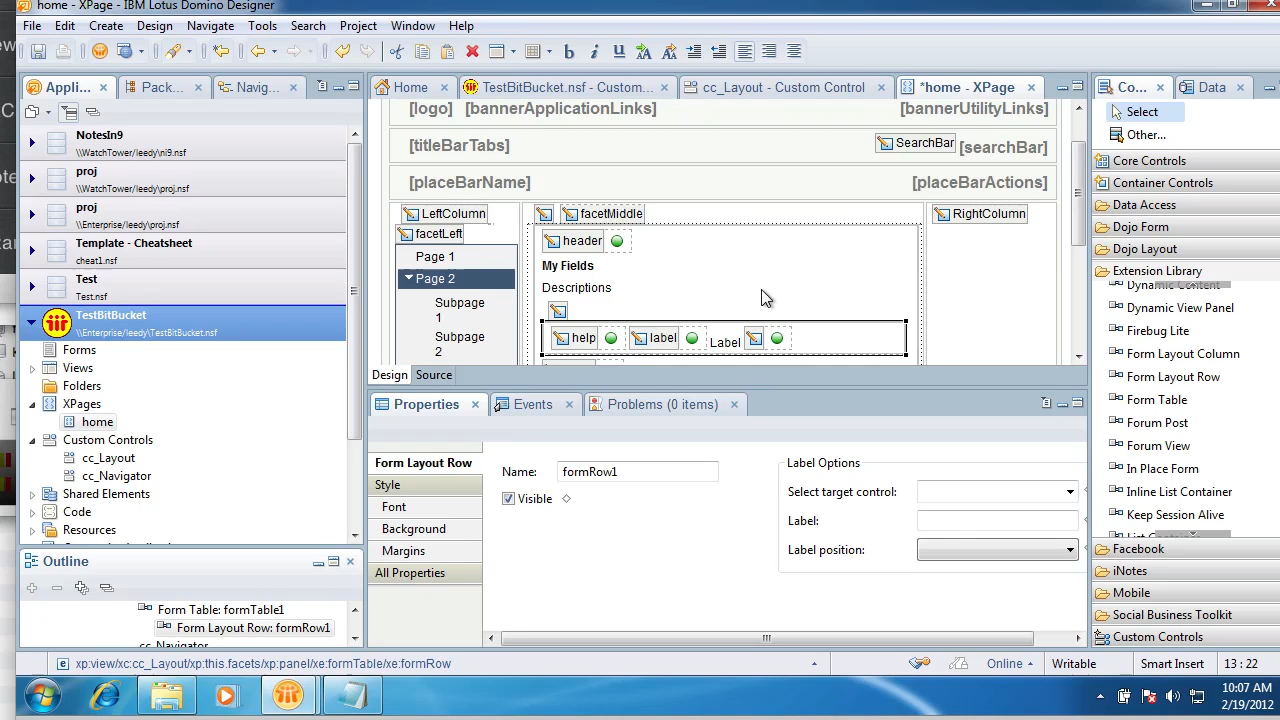 home - XPage - IBM Lotus Domino Designer
File Edit Create Design Navigate Tools Search Project Window Help
Appli... Pack... Navig...
NotesIn9
\\WatchTower/leedy/ni9.nsf
proj
\\WatchTower/leedy/proj.nsf
proj
\\Enterprise/leedy/proj.nsf
Template - Cheatsheet
cheat1.nsf
Test
Test.nsf
TestBitBucket
\\Enterprise/leedy/TestBitBucket.nsf
Forms
Views
Folders
XPages
home
Custom Controls
cc_Layout
cc_Navigator
Shared Elements
Code
Resources
Outline
Form Table: formTable1
Form Layout Row: formRow1
cc_Navigator
Home TestBitBucket.nsf - Custom... cc_Layout - Custom Control *home - XPage
[logo] [bannerApplicationLinks] [bannerUtilityLinks]
[titleBarTabs] SearchBar [searchBar]
[placeBarName] [placeBarActions]
LeftColumn facetMiddle RightColumn
facetLeft
Page 1
Page 2
Subpage
1
Subpage
2
header
My Fields
Descriptions
help label Label
Design Source
Properties Events Problems (0 items)
Form Layout Row
Style
Font
Background
Margins
All Properties
Name: formRow1
Visible
Label Options
Select target control:
Label:
Label position:
Co... Data
Select
Other...
Core Controls
Container Controls
Data Access
Dojo Form
Dojo Layout
Extension Library
Dynamic Content
Dynamic View Panel
Firebug Lite
Form Layout Column
Form Layout Row
Form Table
Forum Post
Forum View
In Place Form
Inline List Container
Keep Session Alive
Facebook
iNotes
Mobile
Social Business Toolkit
Custom Controls
xp:view/xc:cc_Layout/xp:this.facets/xp:panel/xe:formTable/xe:formRow
Online Writable Smart Insert 13 : 22
10:07 AM
2/19/2012